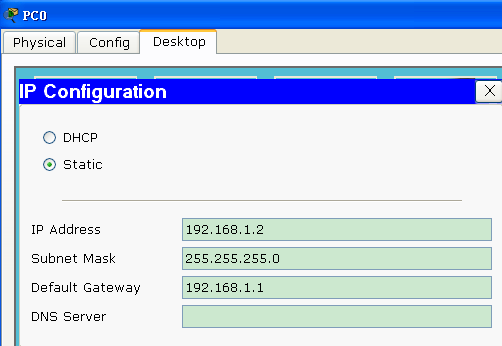 PC0
Physical Config Desktop
IP Configuration X
DHCP
Static
IP Address 192.168.1.2
Subnet Mask 255.255.255.0
Default Gateway 192.168.1.1
DNS Server